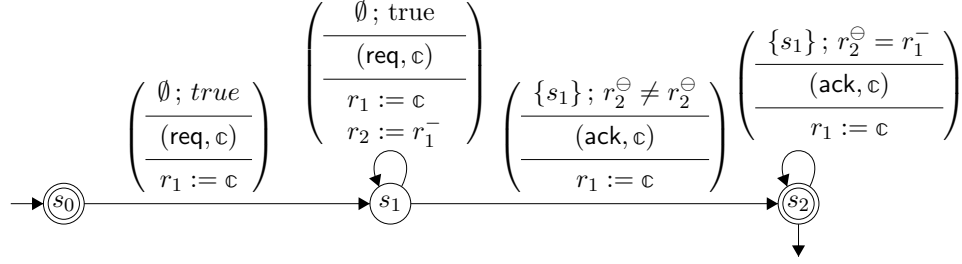 ∅ ; true
(req, 𝕔)
r₁ := 𝕔
s₀
∅ ; true
(req, 𝕔)
r₁ := 𝕔
r₂ := r₁⁻
s₁
{s₁} ; r₂^⊖ ≠ r₂^⊖
(ack, 𝕔)
r₁ := 𝕔
{s₁} ; r₂^⊖ = r₁⁻
(ack, 𝕔)
r₁ := 𝕔
s₂